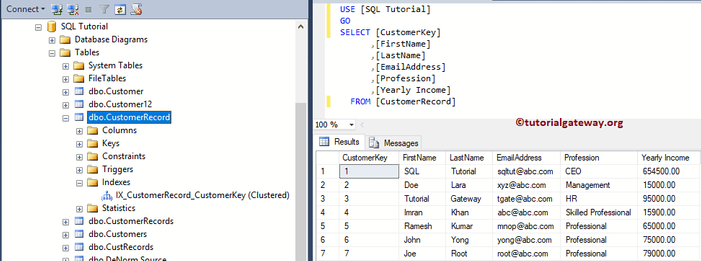 Connect
SQL Tutorial
Database Diagrams
Tables
System Tables
FileTables
dbo.Customer
dbo.Customer12
dbo.CustomerRecord
Columns
Keys
Constraints
Triggers
Indexes
IX_CustomerRecord_CustomerKey (Clustered)
Statistics
dbo.CustomerRecords
dbo.Customers
dbo.CustRecords
dbo.DeNorm Source
USE [SQL Tutorial]
GO
SELECT [CustomerKey]
,[FirstName]
,[LastName]
,[EmailAddress]
,[Profession]
,[Yearly Income]
FROM [CustomerRecord]
©tutorialgateway.org
100 %
Results Messages
CustomerKey FirstName LastName EmailAddress Profession Yearly Income
1 1 SQL Tutorial sqltut@abc.com CEO 654500.00
2 2 Doe Lara xyz@abc.com Management 15000.00
3 3 Tutorial Gateway tgate@abc.com HR 95000.00
4 4 Imran Khan abc@abc.com Skilled Professional 15900.00
5 5 Ramesh Kumar mnop@abc.com Professional 65000.00
6 6 John Yong yong@abc.com Professional 75000.00
7 7 Joe Root root@abc.com Professional 79000.00